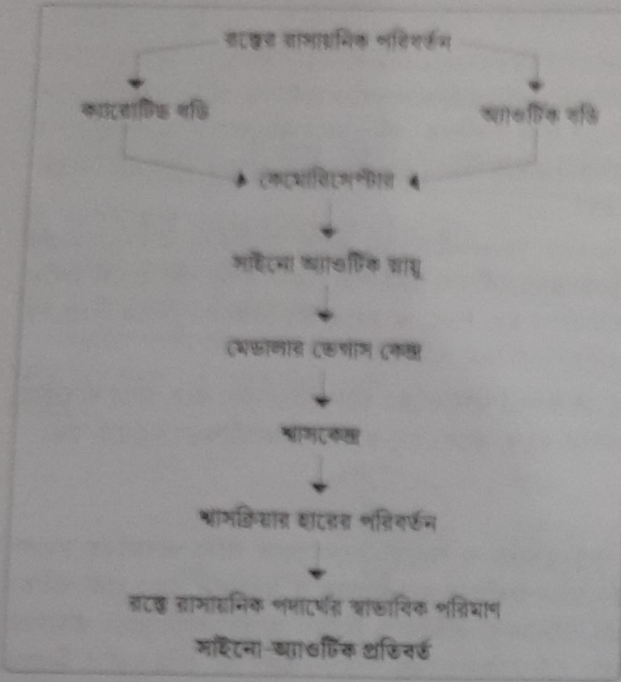 রক্তের রাসায়নিক পরিবর্তন
ক্যারোটিড বডি
অ্যাওর্টিক বডি
কেমোরিসেপ্টার
সাইনো অ্যাওর্টিক স্নায়ু
মেডালার ভেগাস কেন্দ্র
শ্বাসকেন্দ্র
শ্বাসক্রিয়ার হারের পরিবর্তন
রক্তে রাসায়নিক পদার্থের স্বাভাবিক পরিমাণ
সাইনো-অ্যাওর্টিক প্রতিবর্ত